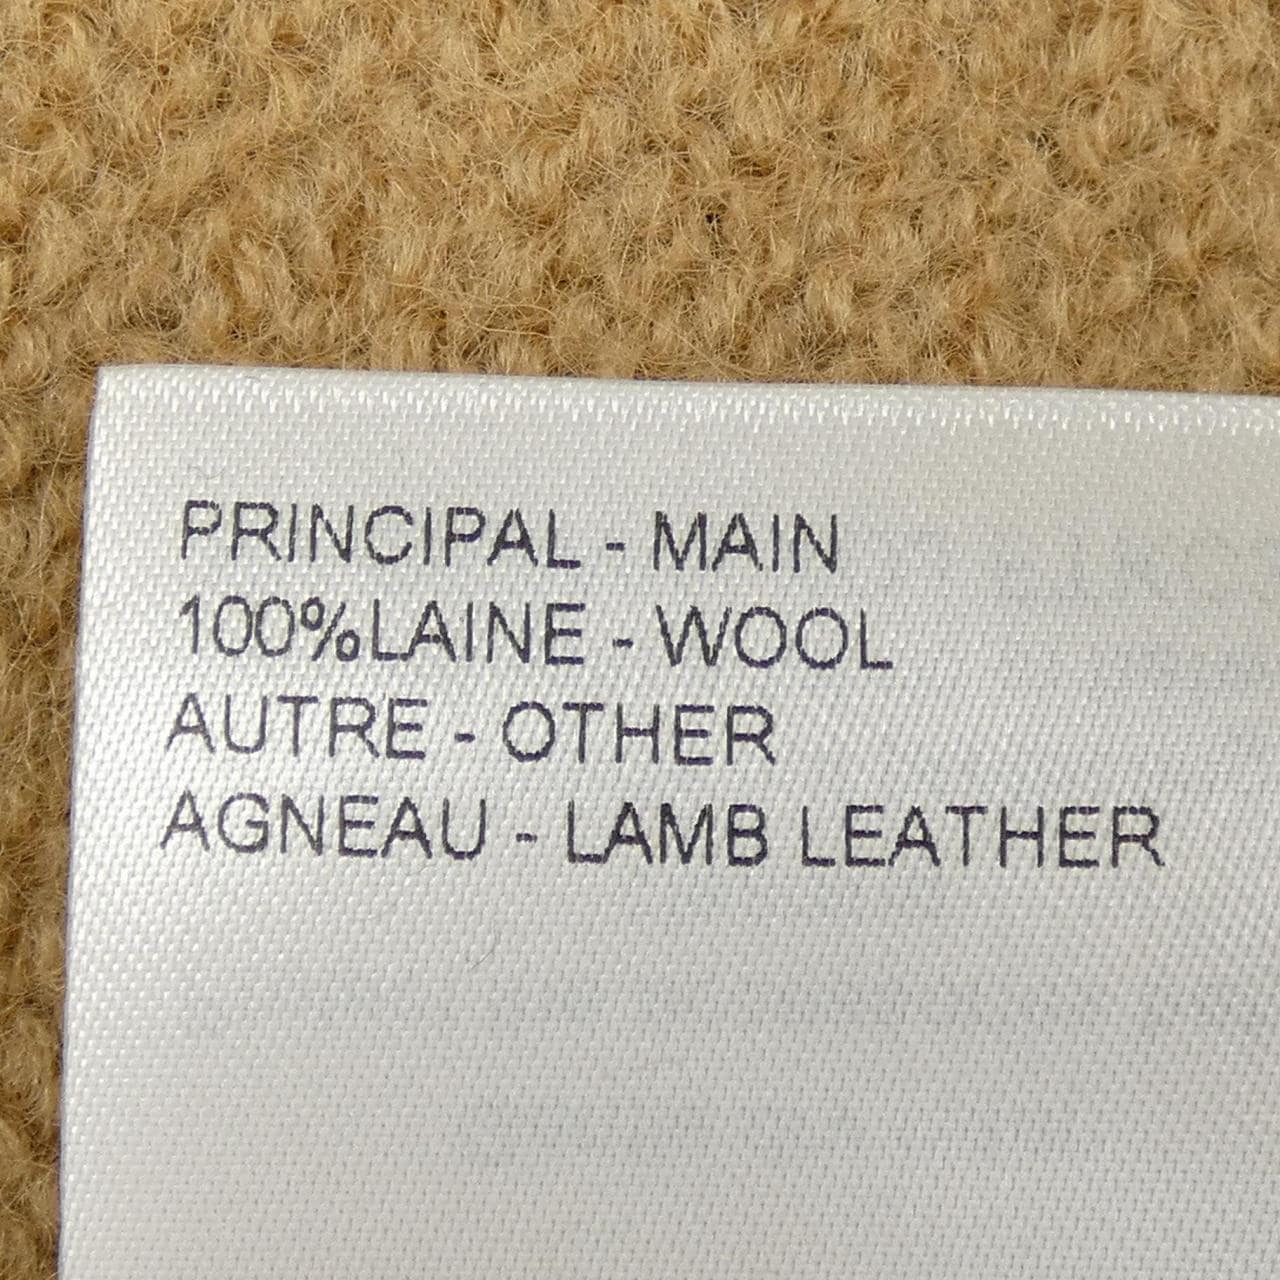 PRINCIPAL - MAIN
100%LAINE - WOOL
AUTRE - OTHER
AGNEAU - LAMB LEATHER